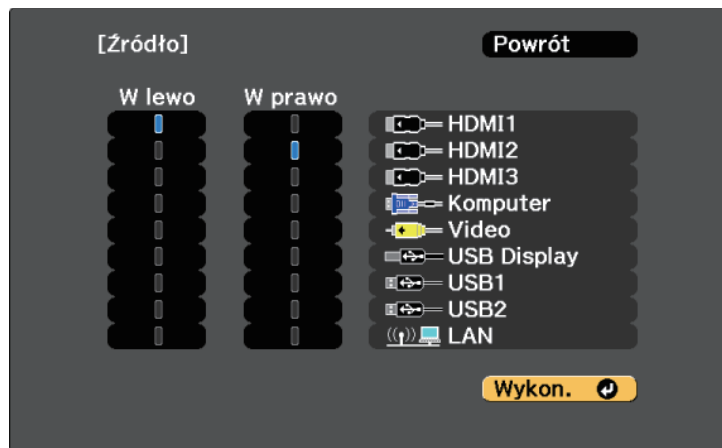 [Źródło]
Powrót
W lewo W prawo
HDMI1
HDMI2
HDMI3
Komputer
Video
USB Display
USB1
USB2
LAN
Wykon.